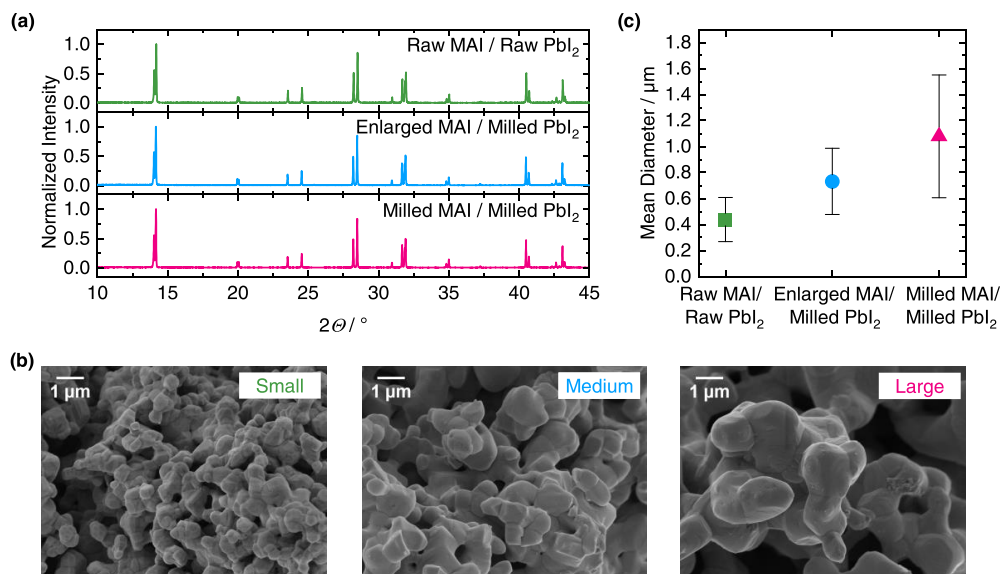 (a)
Normalized Intensity
1.0
0.5
0.0
Raw MAI / Raw PbI₂
1.0
0.5
0.0
Enlarged MAI / Milled PbI₂
1.0
0.5
0.0
Milled MAI / Milled PbI₂
10 15 20 25 30 35 40 45
2Θ / °
(c)
Mean Diameter / µm
1.8
1.6
1.4
1.2
1.0
0.8
0.6
0.4
0.2
0.0
Raw MAI/ Enlarged MAI/ Milled MAI/
Raw PbI₂ Milled PbI₂ Milled PbI₂
(b)
1 µm Small
1 µm Medium
1 µm Large